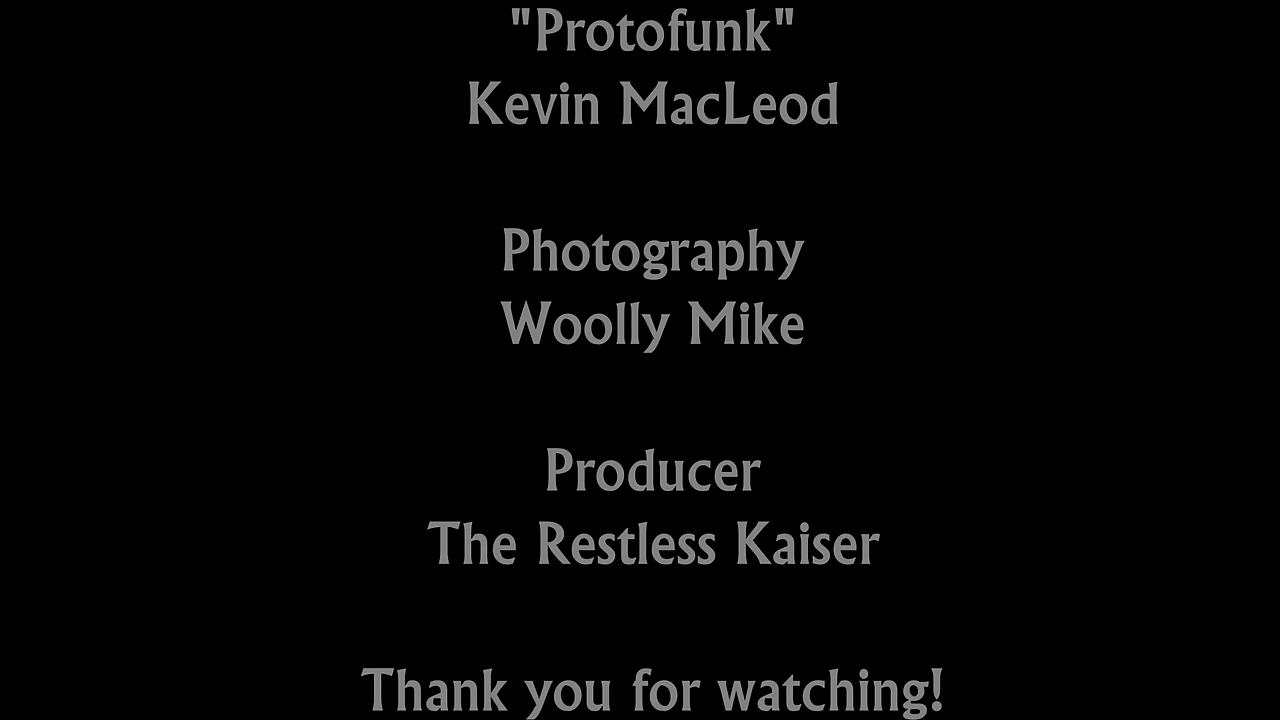 "Protofunk"
Kevin MacLeod
Photography
Woolly Mike
Producer
The Restless Kaiser
Thank you for watching!